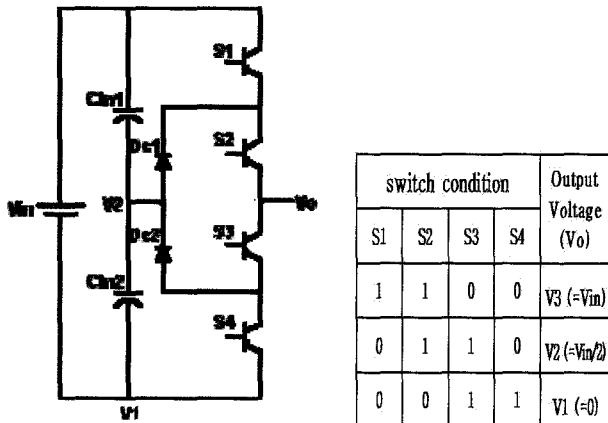 S1
Cin1
Dc1
S2
Vin
V2
Vo
Dc2
S3
Cin2
S4
V1
switch condition Output Voltage (Vo)
S1 S2 S3 S4
1 1 0 0 V3 (=Vin)
0 1 1 0 V2 (=Vin/2)
0 0 1 1 V1 (=0)